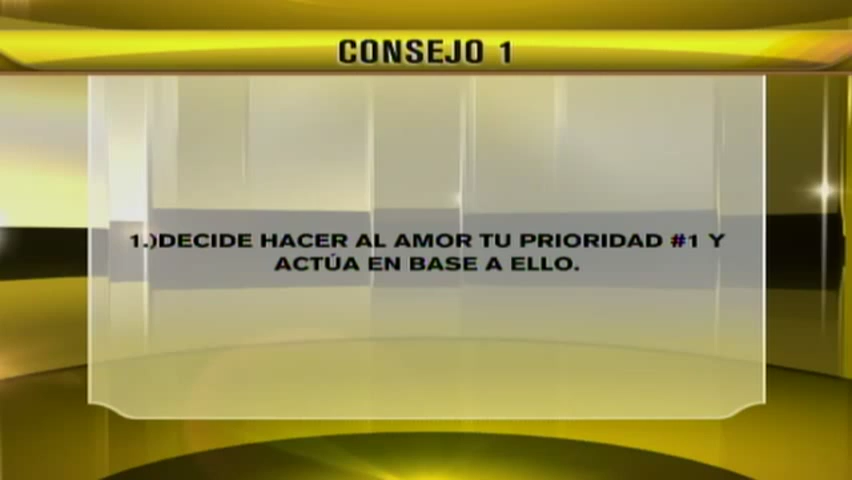 CONSEJO 1
1.)DECIDE HACER AL AMOR TU PRIORIDAD #1 Y
ACTÚA EN BASE A ELLO.